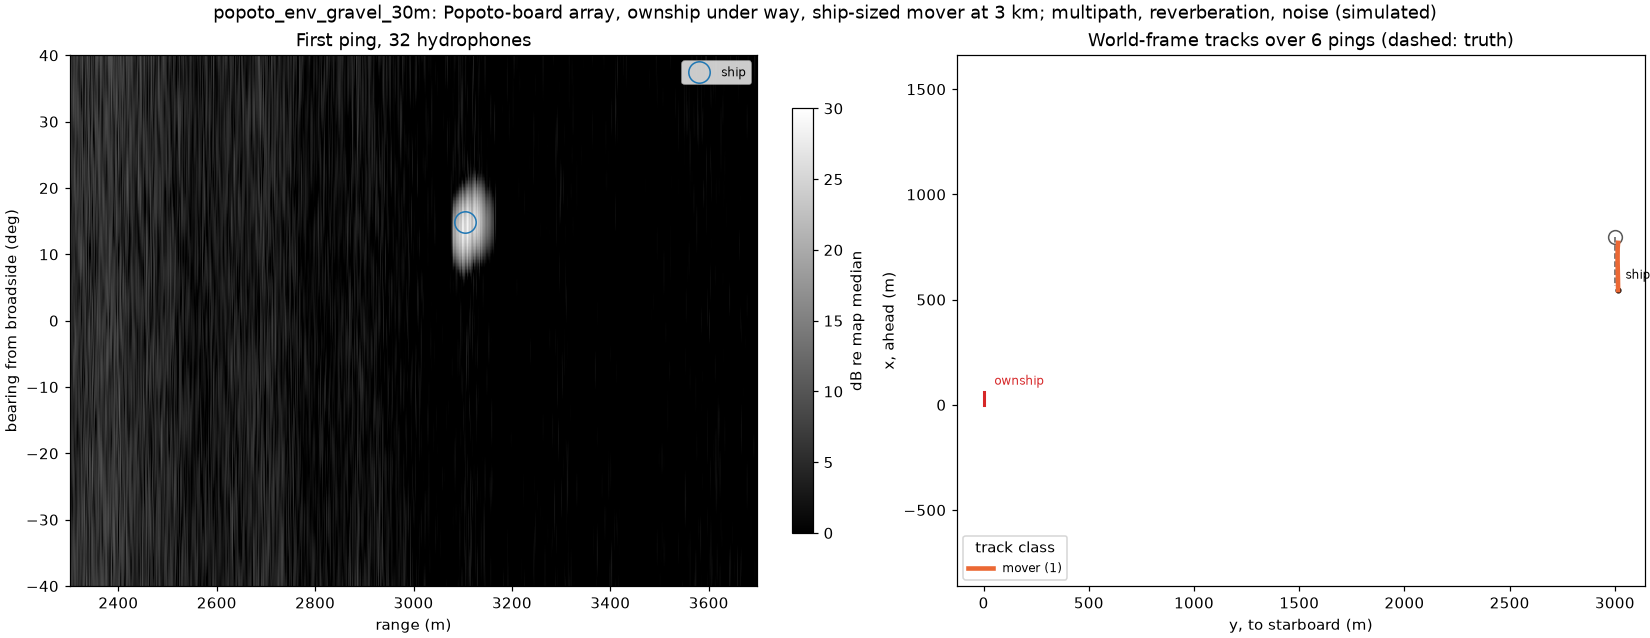 popoto_env_gravel_30m: Popoto-board array, ownship under way, ship-sized mover at 3 km; multipath, reverberation, noise (simulated)
First ping, 32 hydrophones
40
30
20
10
0
−10
−20
−30
−40
bearing from broadside (deg)
2400
2600
2800
3000
3200
3400
3600
range (m)
ship
30
25
20
15
10
5
0
dB re map median
World-frame tracks over 6 pings (dashed: truth)
1500
1000
500
0
−500
x, ahead (m)
ship
ownship
track class
mover (1)
0
500
1000
1500
2000
2500
3000
y, to starboard (m)